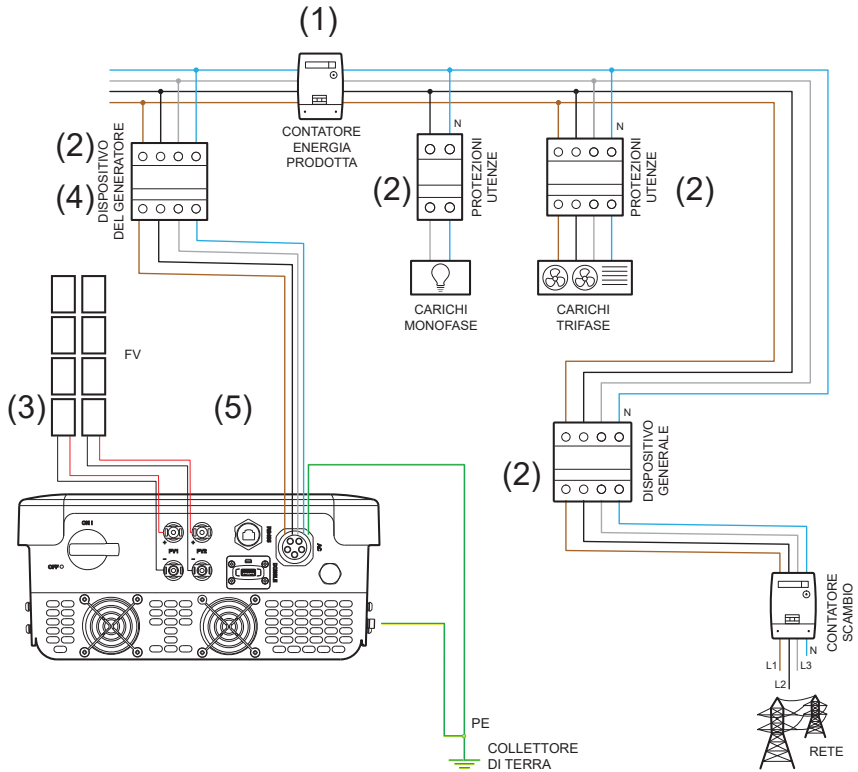 (1)
CONTATORE
ENERGIA
PRODOTTA
(2)
(4)
DISPOSITIVO
DEL GENERATORE
N
(2)
PROTEZIONI
UTENZE
N
PROTEZIONI
UTENZE
(2)
CARICHI
MONOFASE
CARICHI
TRIFASE
FV
(3)
(5)
N
(2)
DISPOSITIVO
GENERALE
ON I
OFF O
+
PV1
-
+
PV2
-
RS485
DONGLE
AC
CONTATORE
SCAMBIO
L1
L2
L3
N
RETE
PE
COLLETTORE
DI TERRA